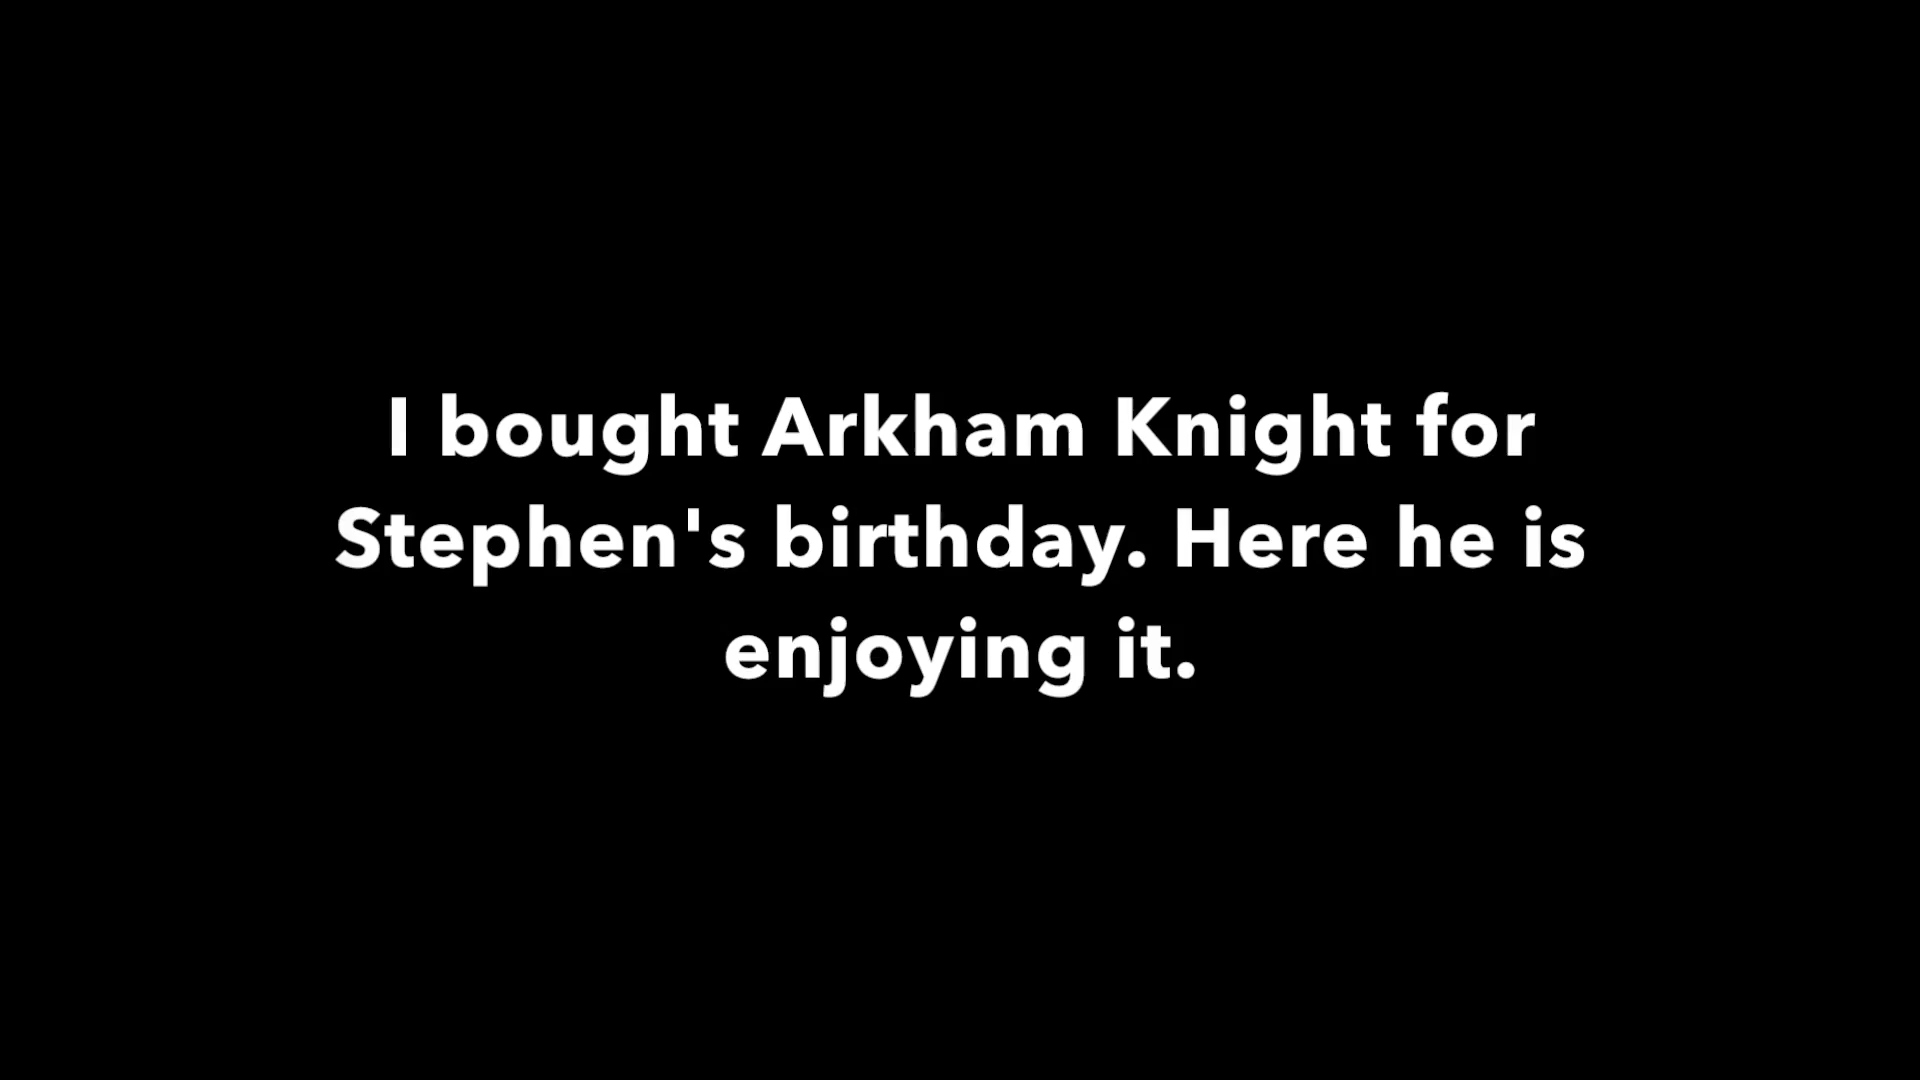 I bought Arkham Knight for
Stephen's birthday. Here he is
enjoying it.